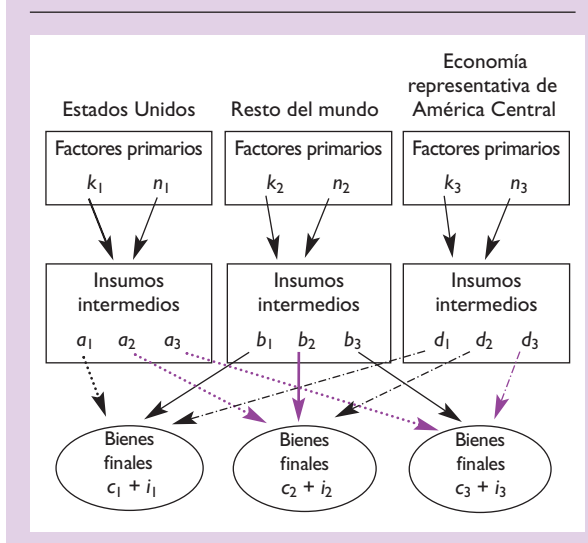 Estados Unidos
Resto del mundo
Economía
representativa de
América Central
Factores primarios
k1 n1
Factores primarios
k2 n2
Factores primarios
k3 n3
Insumos
intermedios
a1 a2 a3
Insumos
intermedios
b1 b2 b3
Insumos
intermedios
d1 d2 d3
Bienes
finales
c1 + i1
Bienes
finales
c2 + i2
Bienes
finales
c3 + i3